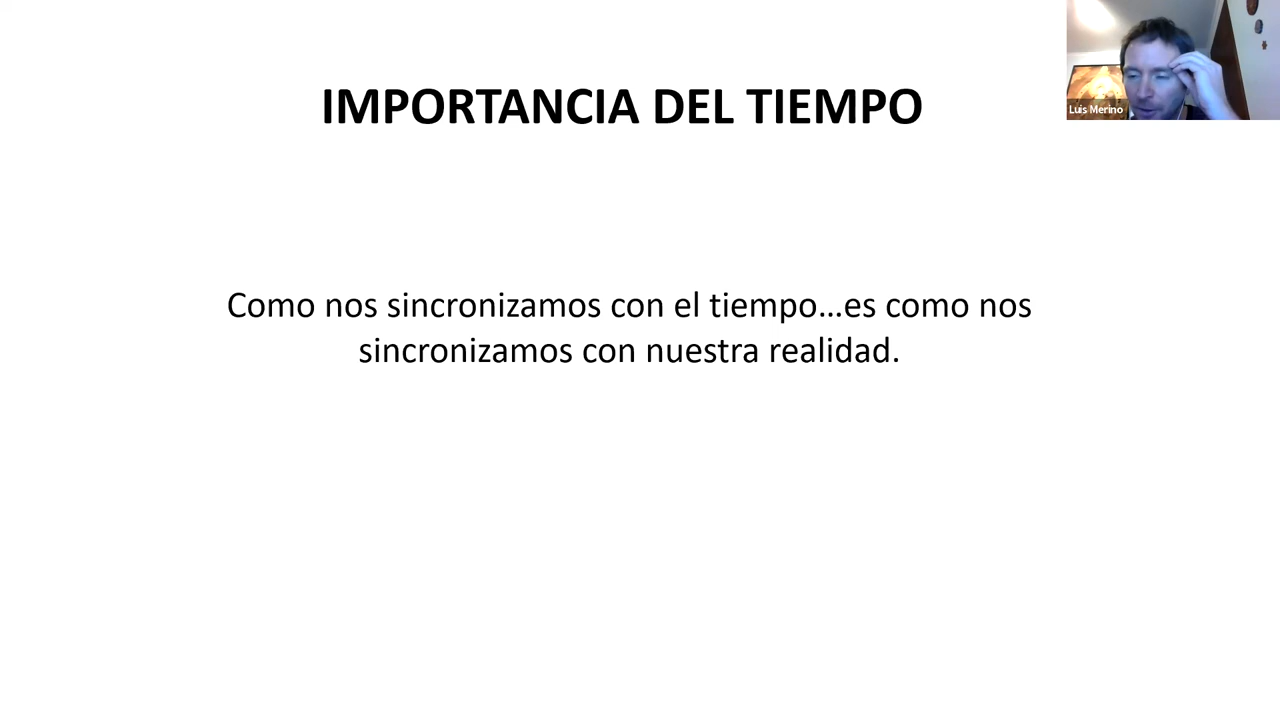 IMPORTANCIA DEL TIEMPO
Luis Merino
Como nos sincronizamos con el tiempo...es como nos
sincronizamos con nuestra realidad.